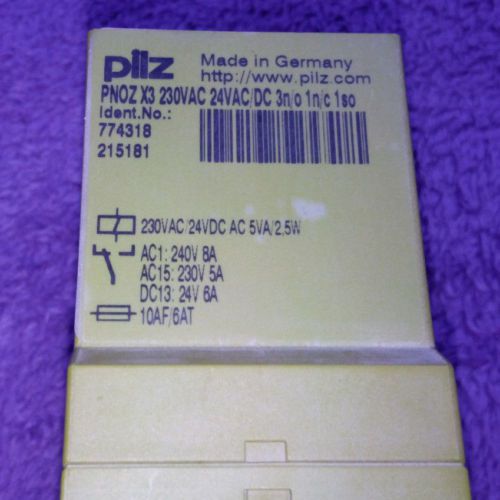 pilz
Made in Germany
http://www.pilz.com
PNOZ X3 230VAC 24VAC/DC 3n/o 1n/c 1so
Ident.No.:
774318
215181
230VAC/24VDC AC 5VA/2,5W
AC1: 240V 8A
AC15: 230V 5A
DC13: 24V 6A
10AF/6AT